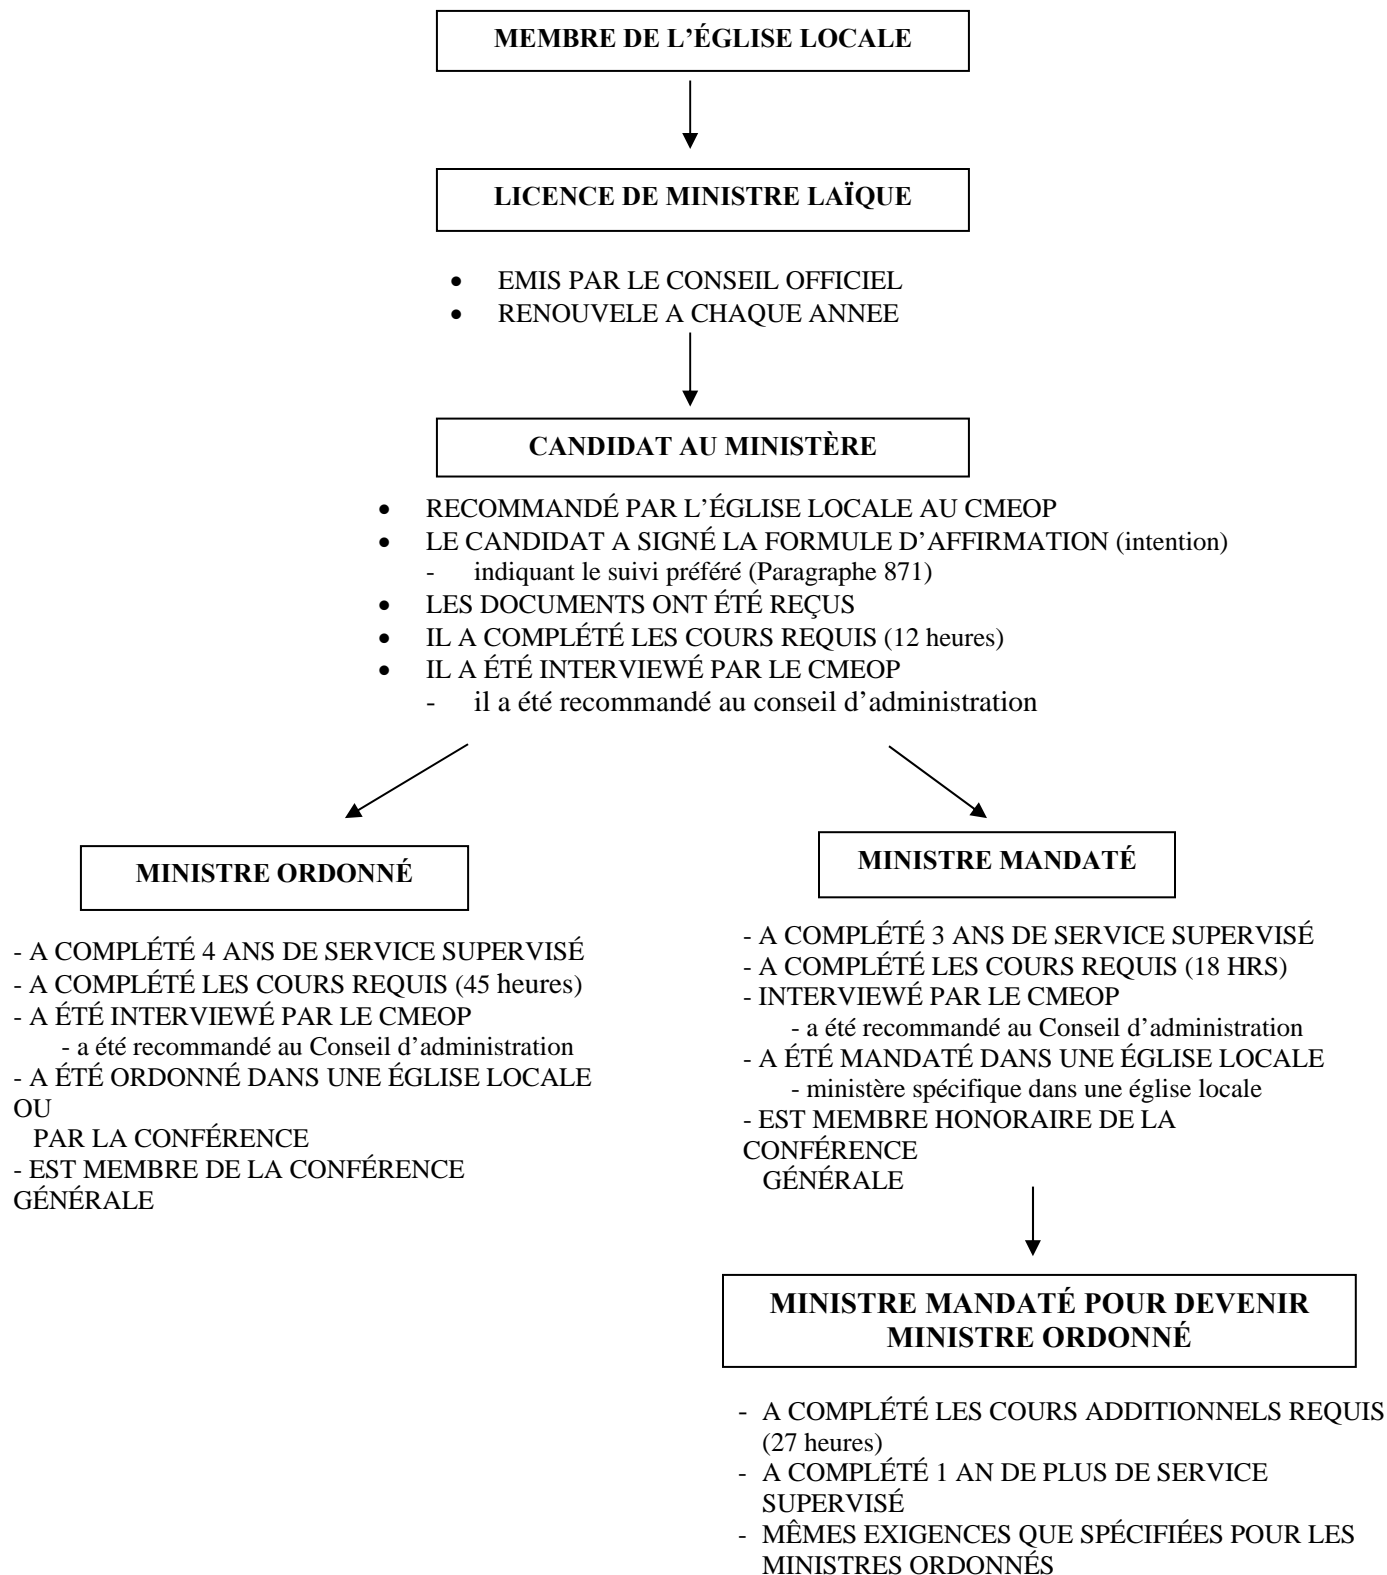 MEMBRE DE L’ÉGLISE LOCALE
LICENCE DE MINISTRE LAÏQUE
• EMIS PAR LE CONSEIL OFFICIEL
• RENOUVELE A CHAQUE ANNEE
CANDIDAT AU MINISTÈRE
• RECOMMANDÉ PAR L’ÉGLISE LOCALE AU CMEOP
• LE CANDIDAT A SIGNÉ LA FORMULE D’AFFIRMATION (intention)
- indiquant le suivi préféré (Paragraphe 871)
• LES DOCUMENTS ONT ÉTÉ REÇUS
• IL A COMPLÉTÉ LES COURS REQUIS (12 heures)
• IL A ÉTÉ INTERVIEWÉ PAR LE CMEOP
- il a été recommandé au conseil d’administration
MINISTRE ORDONNÉ
- A COMPLÉTÉ 4 ANS DE SERVICE SUPERVISÉ
- A COMPLÉTÉ LES COURS REQUIS (45 heures)
- A ÉTÉ INTERVIEWÉ PAR LE CMEOP
- a été recommandé au Conseil d’administration
- A ÉTÉ ORDONNÉ DANS UNE ÉGLISE LOCALE
OU
PAR LA CONFÉRENCE
- EST MEMBRE DE LA CONFÉRENCE
GÉNÉRALE
MINISTRE MANDATÉ
- A COMPLÉTÉ 3 ANS DE SERVICE SUPERVISÉ
- A COMPLÉTÉ LES COURS REQUIS (18 HRS)
- INTERVIEWÉ PAR LE CMEOP
- a été recommandé au Conseil d’administration
- A ÉTÉ MANDATÉ DANS UNE ÉGLISE LOCALE
- ministère spécifique dans une église locale
- EST MEMBRE HONORAIRE DE LA
CONFÉRENCE
GÉNÉRALE
MINISTRE MANDATÉ POUR DEVENIR
MINISTRE ORDONNÉ
- A COMPLÉTÉ LES COURS ADDITIONNELS REQUIS
(27 heures)
- A COMPLÉTÉ 1 AN DE PLUS DE SERVICE
SUPERVISÉ
- MÊMES EXIGENCES QUE SPÉCIFIÉES POUR LES
MINISTRES ORDONNÉS